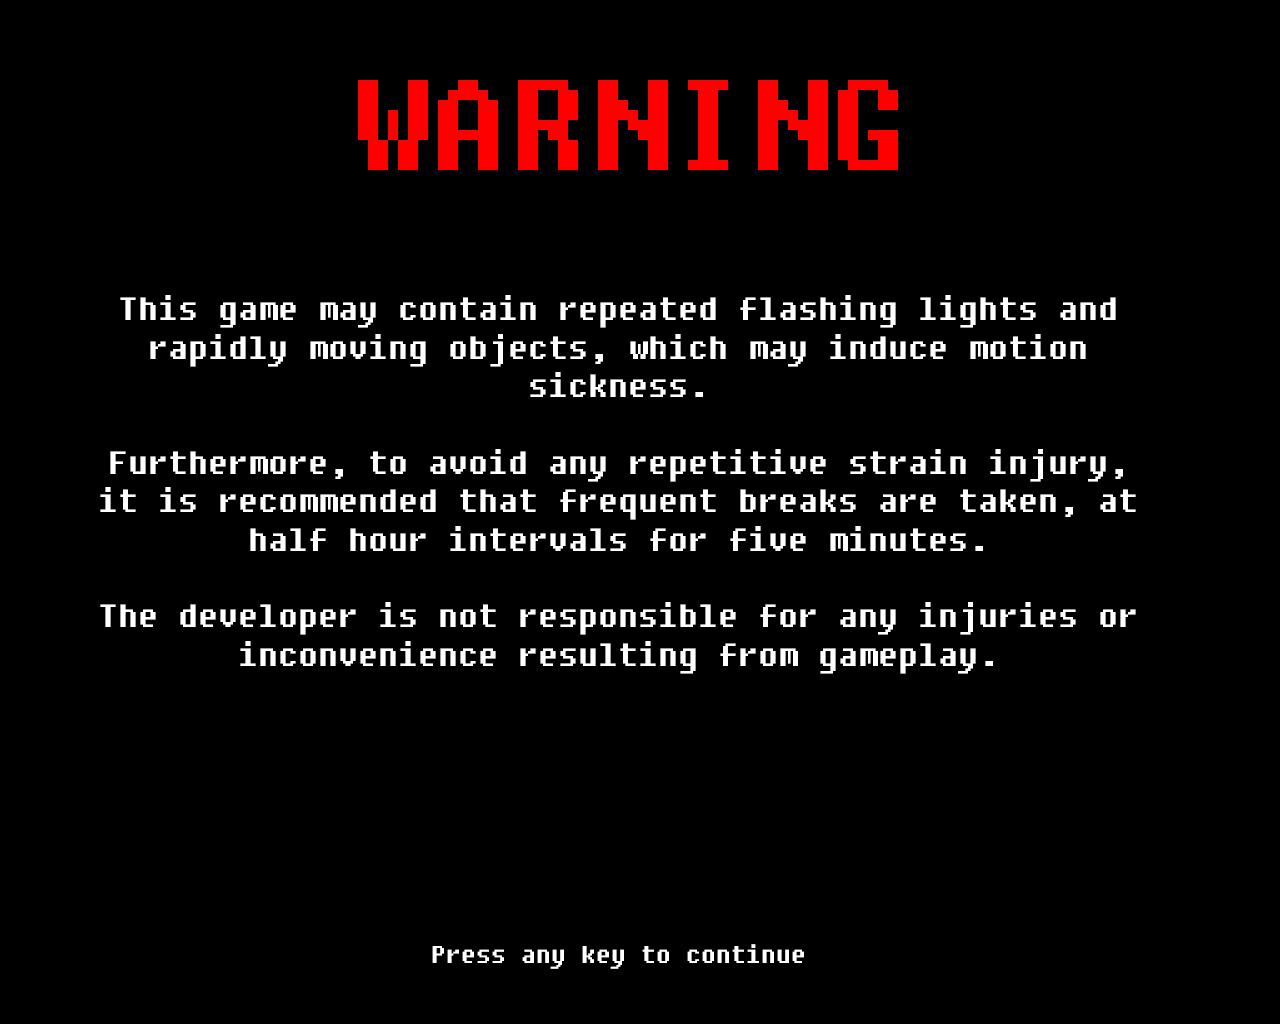 WARNING
This game may contain repeated flashing lights and
rapidly moving objects, which may induce motion
sickness.
Furthermore, to avoid any repetitive strain injury,
it is recommended that frequent breaks are taken, at
half hour intervals for five minutes.
The developer is not responsible for any injuries or
inconvenience resulting from gameplay.
Press any key to continue